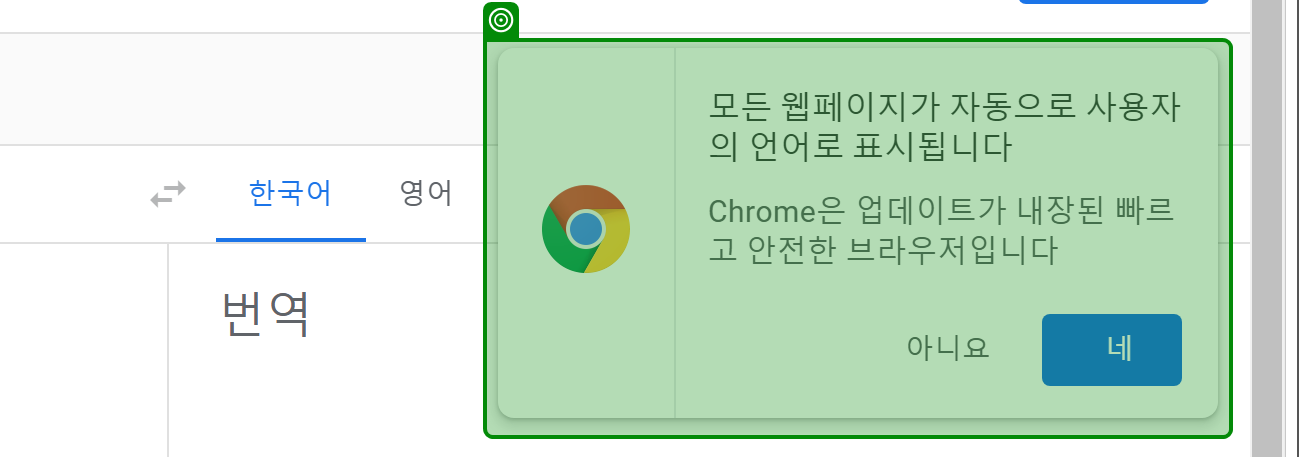 모든 웹페이지가 자동으로 사용자
의 언어로 표시됩니다
한국어 영어
Chrome은 업데이트가 내장된 빠르
고 안전한 브라우저입니다
번역
아니요 네